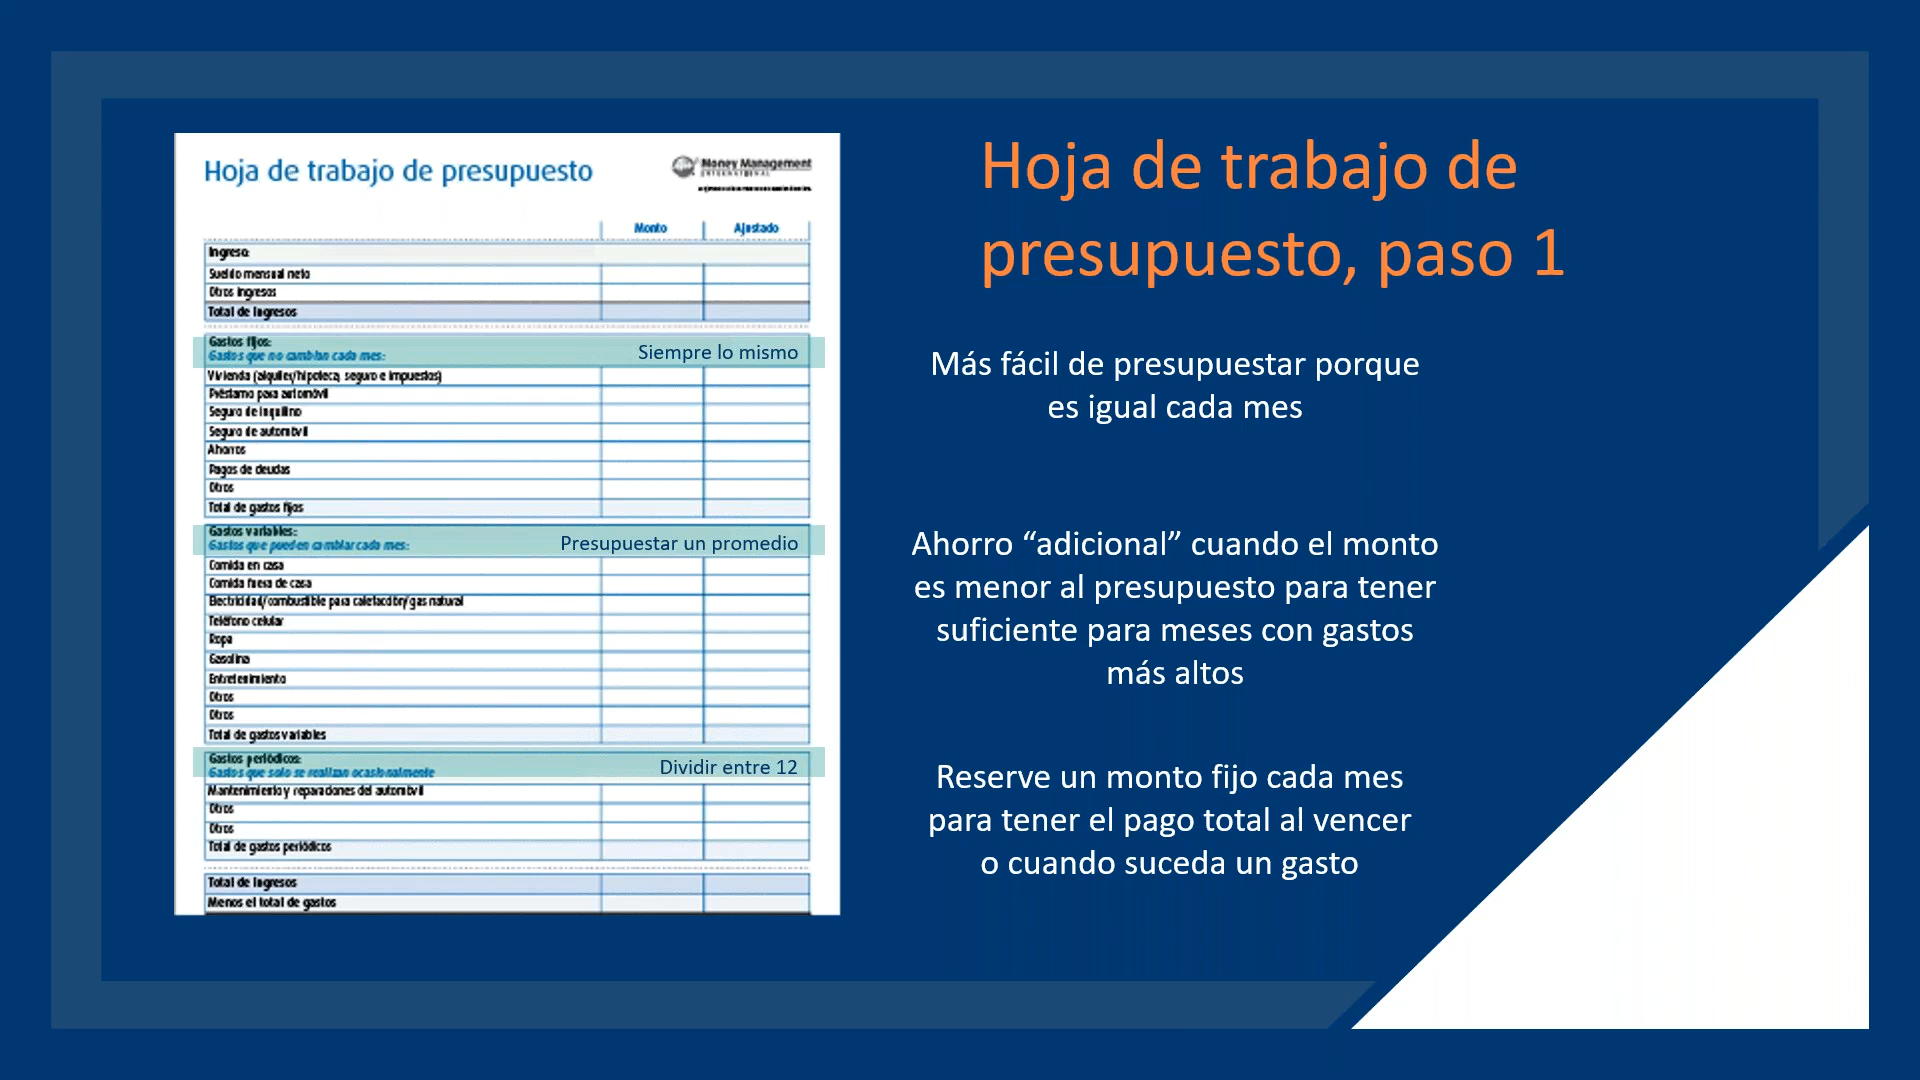 Hoja de trabajo de presupuesto
Money Management
INTERNATIONAL
Monto Ajustado
Ingreso:
Sueldo mensual neto
Otros ingresos
Total de ingresos
Gastos fijos:
Gastos que no cambian cada mes:
Siempre lo mismo
Vivienda (alquiler/hipoteca, seguro e impuestos)
Préstamo para automóvil
Seguro de inquilino
Seguro de automóvil
Ahorros
Pagos de deudas
Otros
Total de gastos fijos
Gastos variables:
Gastos que pueden cambiar cada mes:
Presupuestar un promedio
Comida en casa
Comida fuera de casa
Electricidad/combustible para calefacción/gas natural
Teléfono celular
Ropa
Gasolina
Entretenimiento
Otros
Otros
Total de gastos variables
Gastos periódicos:
Gastos que solo se realizan ocasionalmente
Dividir entre 12
Mantenimiento y reparaciones del automóvil
Otros
Otros
Total de gastos periódicos
Total de ingresos
Menos el total de gastos
Hoja de trabajo de
presupuesto, paso 1
Más fácil de presupuestar porque
es igual cada mes
Ahorro “adicional” cuando el monto
es menor al presupuesto para tener
suficiente para meses con gastos
más altos
Reserve un monto fijo cada mes
para tener el pago total al vencer
o cuando suceda un gasto